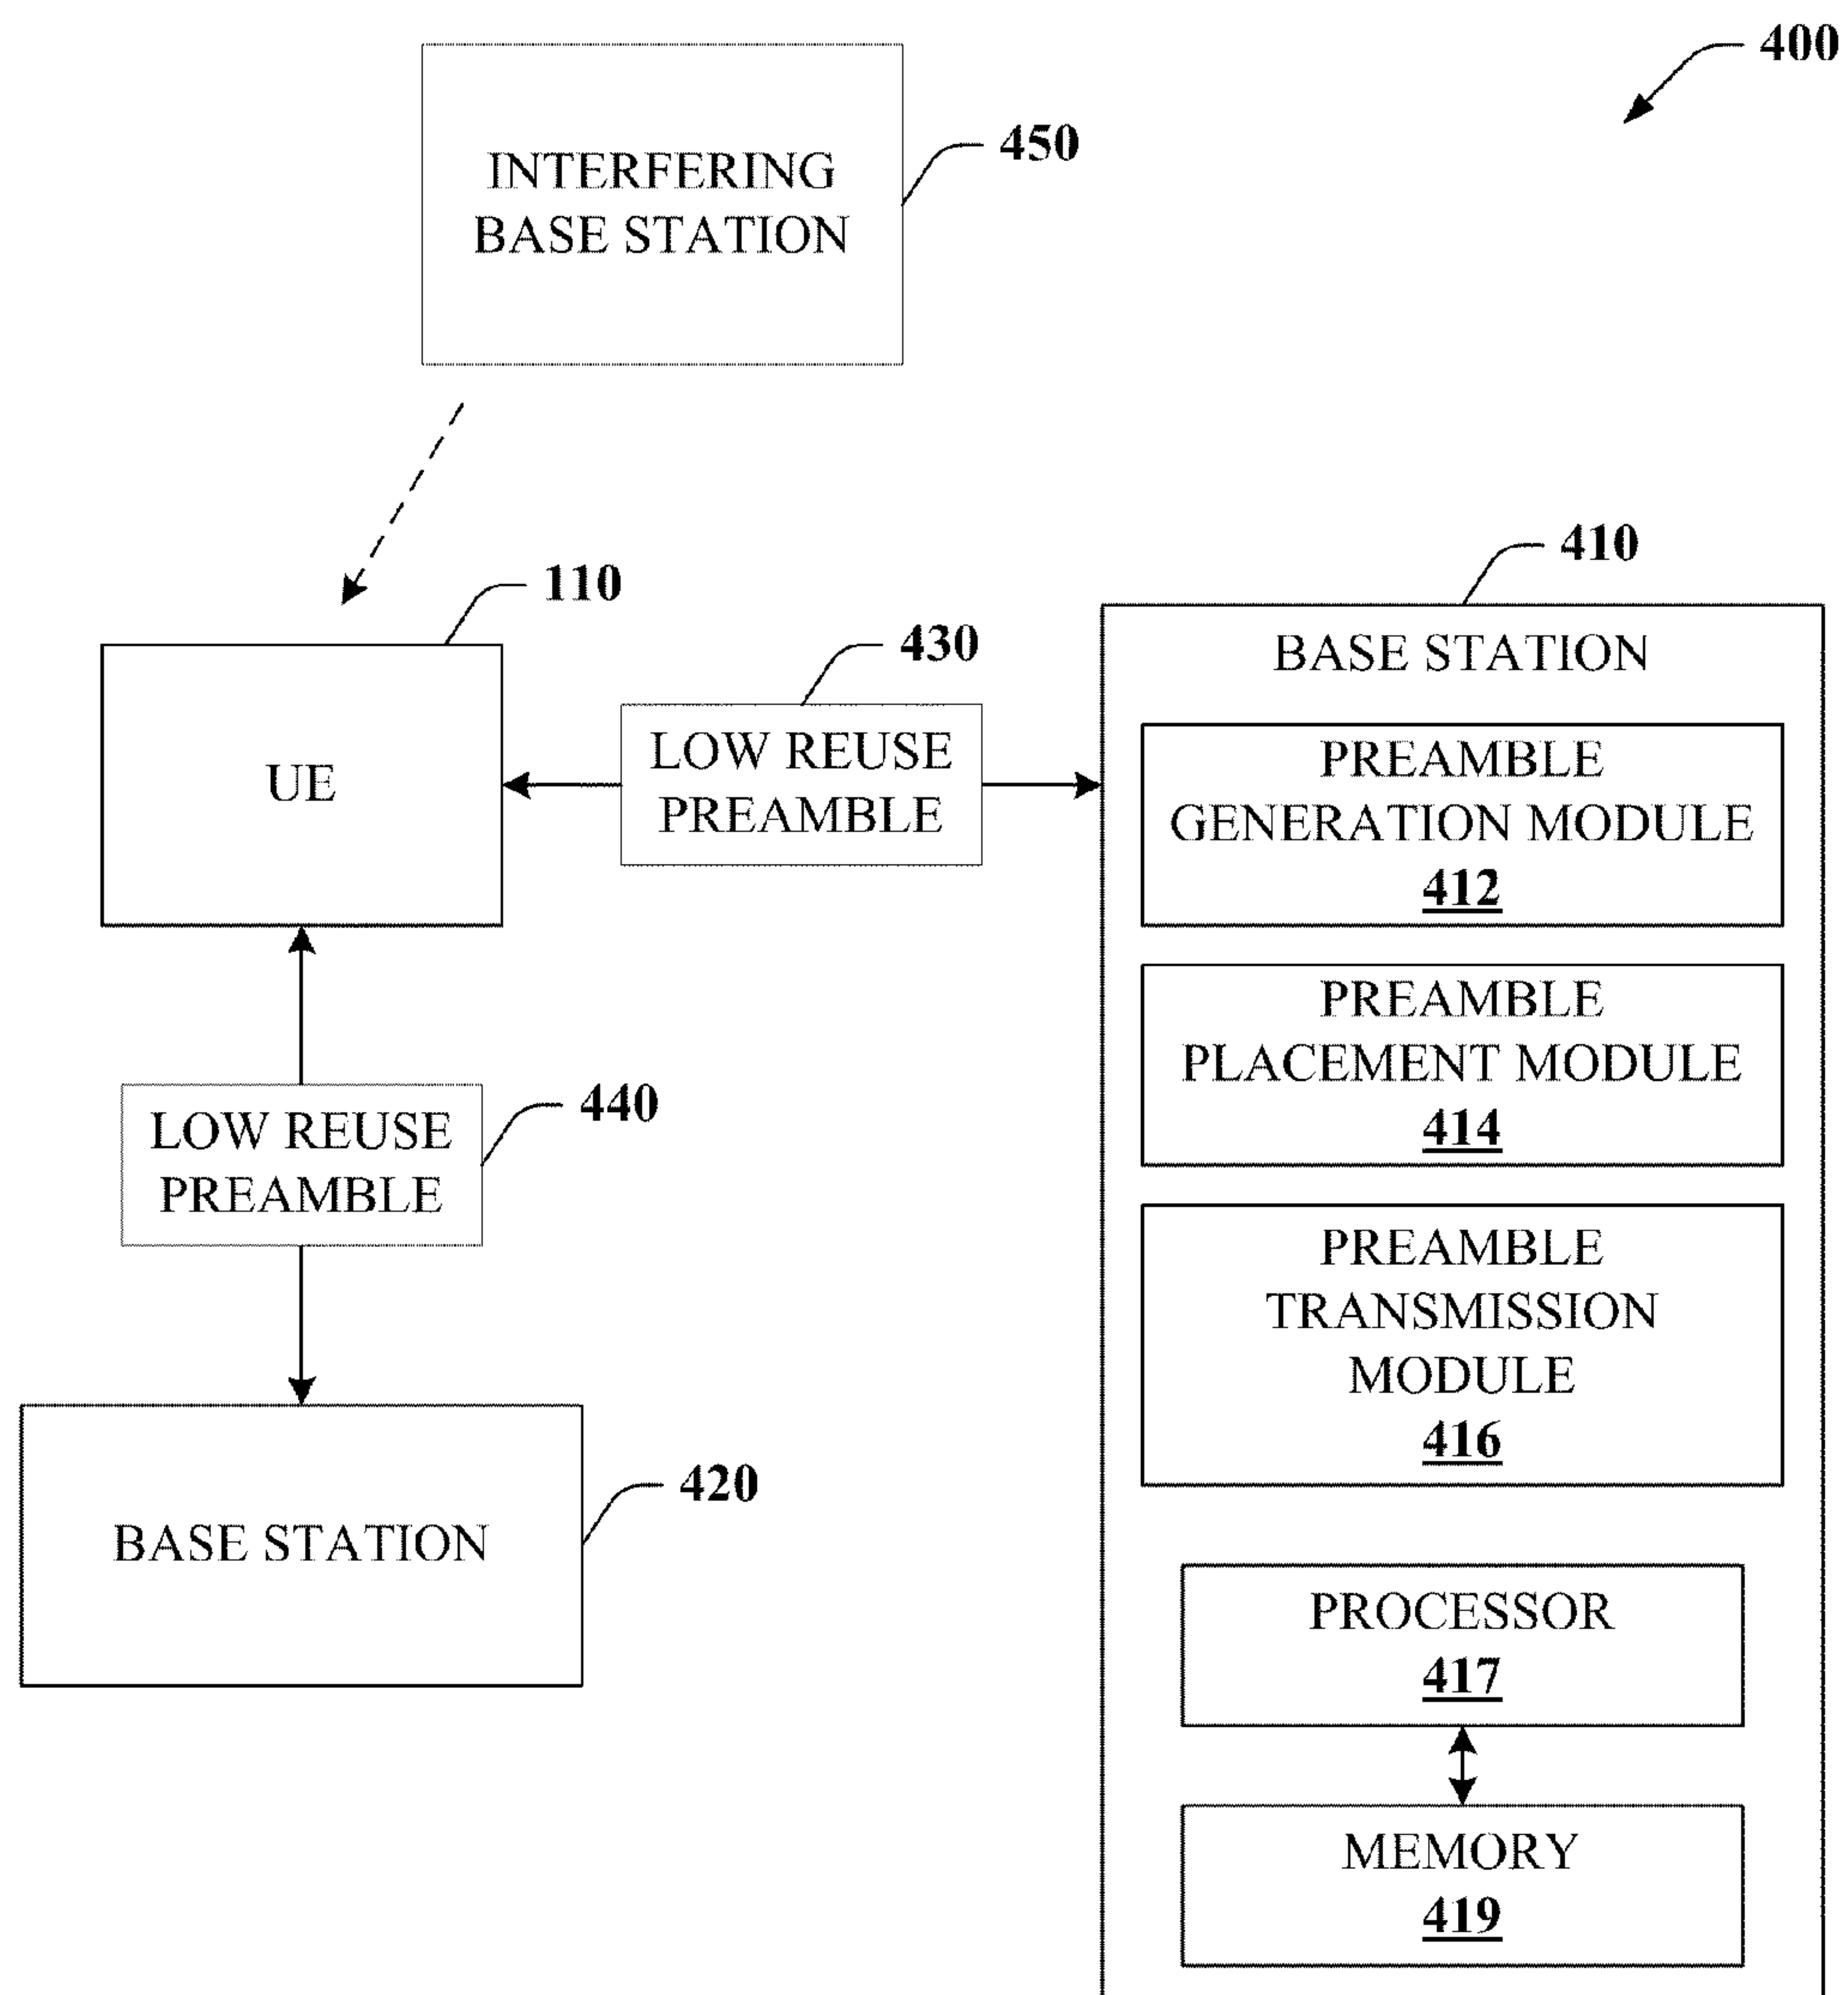 400
INTERFERING
BASE STATION
450
110
UE
430
LOW REUSE
PREAMBLE
410
BASE STATION
PREAMBLE
GENERATION MODULE
412
PREAMBLE
PLACEMENT MODULE
414
PREAMBLE
TRANSMISSION
MODULE
416
PROCESSOR
417
MEMORY
419
LOW REUSE
PREAMBLE
440
BASE STATION
420